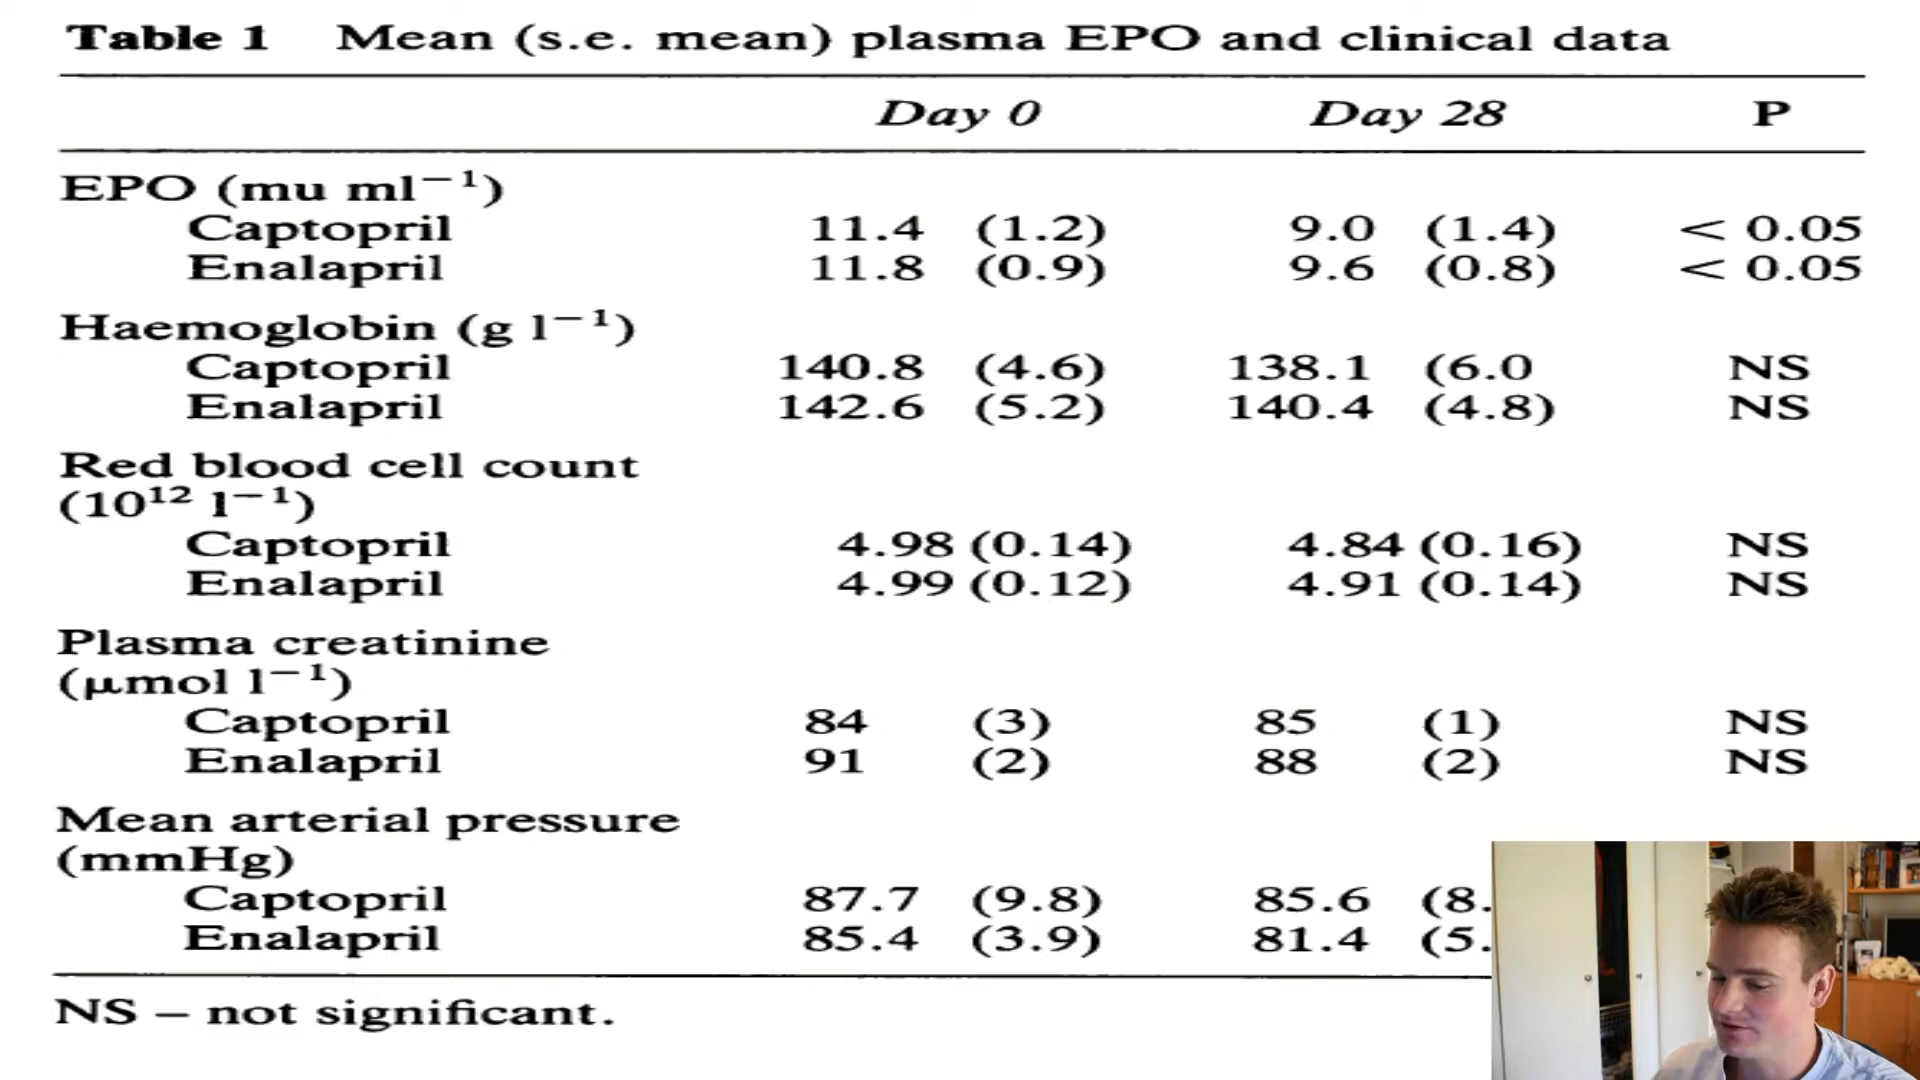 Table 1 Mean (s.e. mean) plasma EPO and clinical data
Day 0 Day 28 P
EPO (mu ml⁻¹)
Captopril 11.4 (1.2) 9.0 (1.4) < 0.05
Enalapril 11.8 (0.9) 9.6 (0.8) < 0.05
Haemoglobin (g l⁻¹)
Captopril 140.8 (4.6) 138.1 (6.0 NS
Enalapril 142.6 (5.2) 140.4 (4.8) NS
Red blood cell count
(10¹² l⁻¹)
Captopril 4.98 (0.14) 4.84 (0.16) NS
Enalapril 4.99 (0.12) 4.91 (0.14) NS
Plasma creatinine
(μmol l⁻¹)
Captopril 84 (3) 85 (1) NS
Enalapril 91 (2) 88 (2) NS
Mean arterial pressure
(mmHg)
Captopril 87.7 (9.8) 85.6 (8.
Enalapril 85.4 (3.9) 81.4 (5.
NS – not significant.